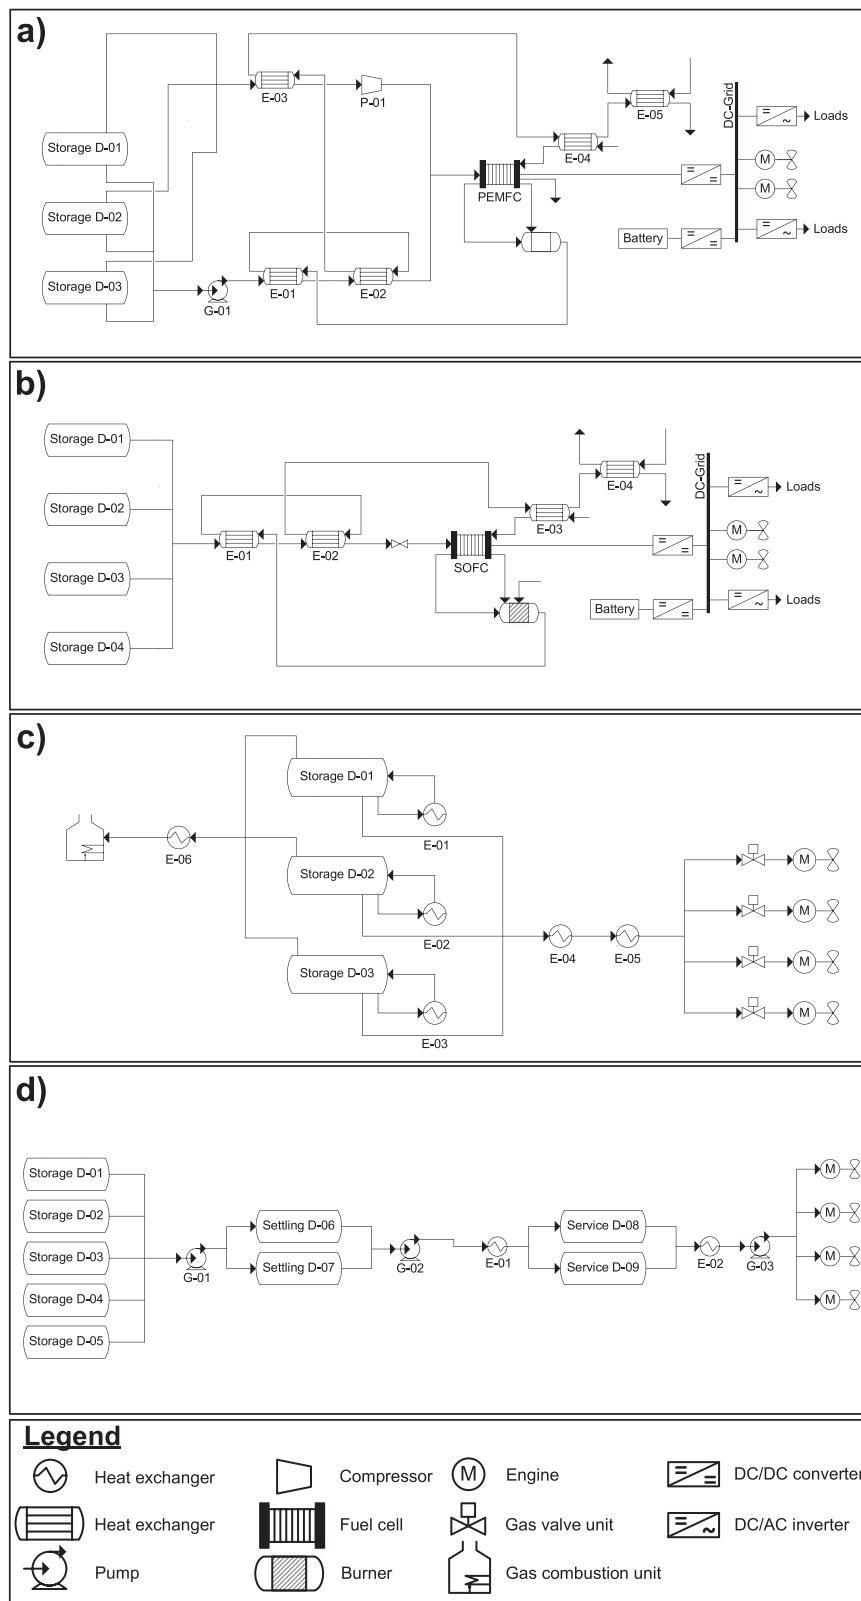 a)
E-03
P-01
E-05
E-04
DC-Grid
Loads
M
M
Storage D-01
Storage D-02
Storage D-03
PEMFC
Battery
Loads
G-01
E-01
E-02
b)
Storage D-01
Storage D-02
Storage D-03
Storage D-04
E-01
E-02
SOFC
E-03
E-04
DC-Grid
Loads
M
M
Battery
Loads
c)
Storage D-01
E-01
E-06
Storage D-02
E-02
Storage D-03
E-03
E-04
E-05
M
M
M
M
d)
Storage D-01
Storage D-02
Storage D-03
Storage D-04
Storage D-05
G-01
Settling D-06
Settling D-07
G-02
E-01
Service D-08
Service D-09
E-02
G-03
M
M
M
M
Legend
Heat exchanger
Compressor
M
Engine
DC/DC converter
Heat exchanger
Fuel cell
Gas valve unit
DC/AC inverter
Pump
Burner
Gas combustion unit